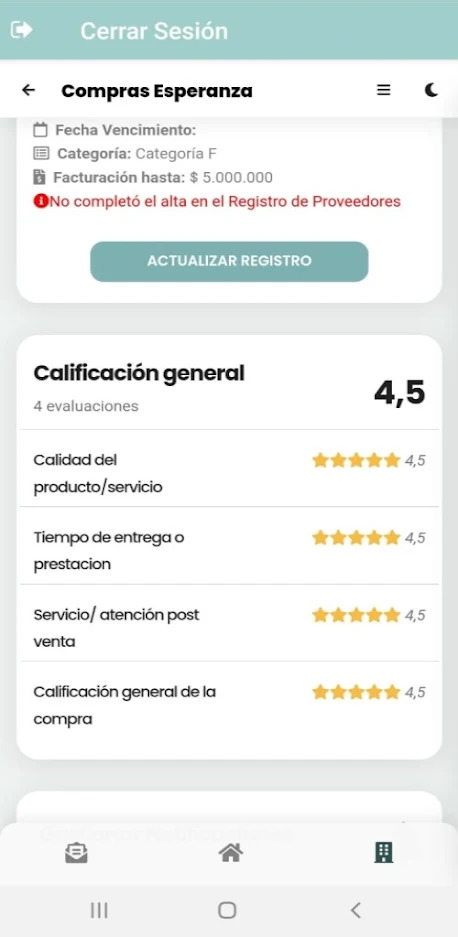 Cerrar Sesión
Compras Esperanza
Fecha Vencimiento:
Categoría: Categoría F
Facturación hasta: $ 5.000.000
No completó el alta en el Registro de Proveedores
ACTUALIZAR REGISTRO
Calificación general
4,5
4 evaluaciones
Calidad del
producto/servicio
4,5
Tiempo de entrega o
prestacion
4,5
Servicio/ atención post
venta
4,5
Calificación general de la
compra
4,5